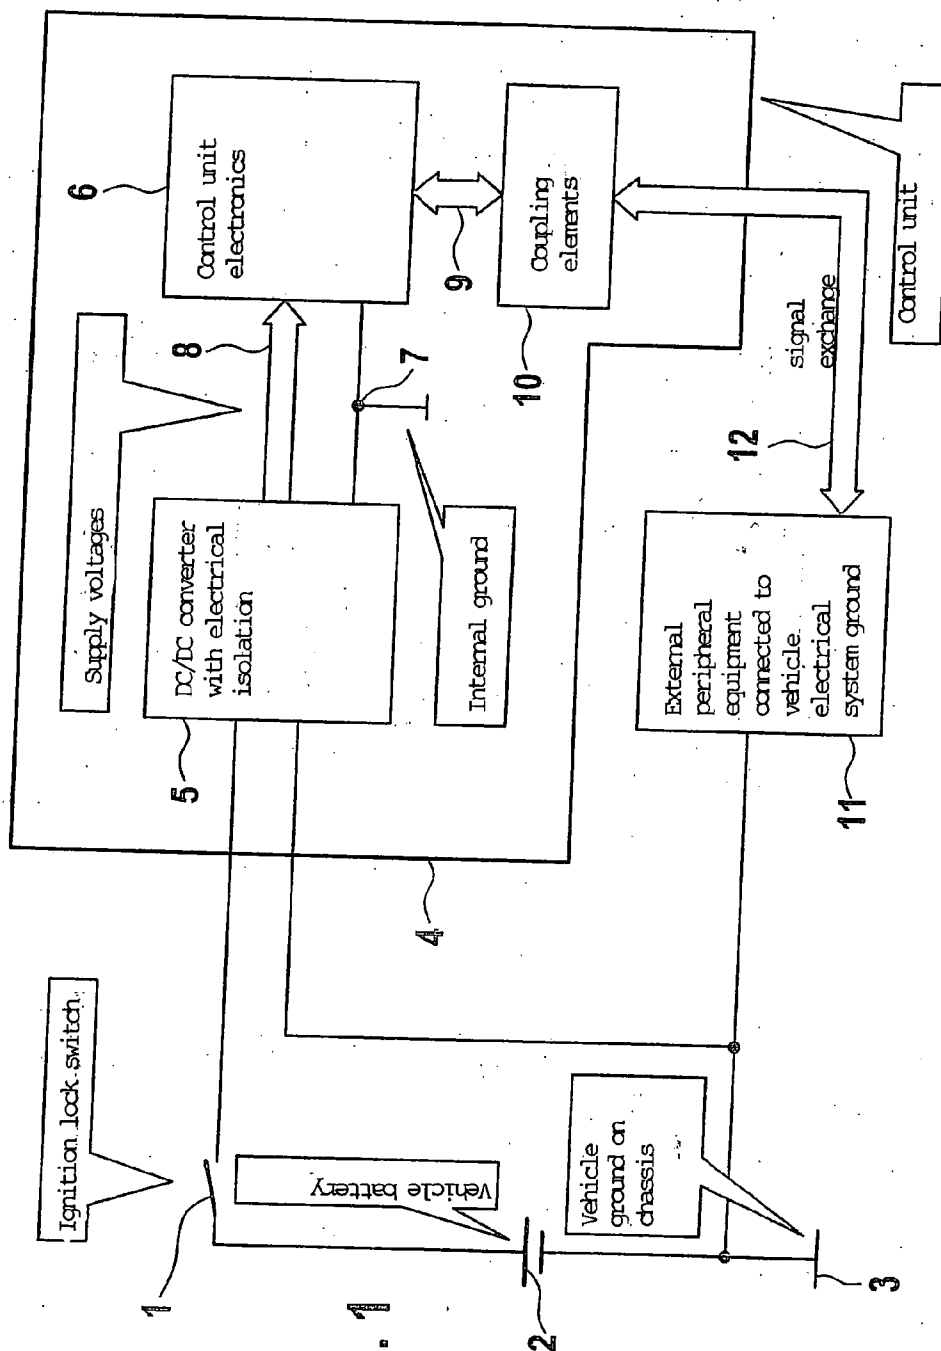 Ignition lock switch
1
Vehicle battery
2
Vehicle
ground on
chassis
3
4
Supply voltages
5
DC/DC converter
with electrical
isolation
8
6
Control unit
electronics
7
Internal ground
9
10
Coupling
elements
signal
exchange
12
External
peripheral
equipment
connected to
vehicle.
electrical
system ground
11
Control unit
. 1